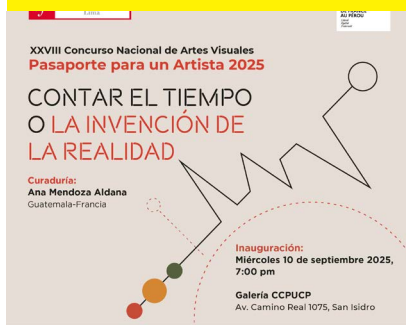 Lima
DE FRANCE
AU PÉROU
XXVIII Concurso Nacional de Artes Visuales
Pasaporte para un Artista 2025
CONTAR EL TIEMPO
O LA INVENCIÓN DE
LA REALIDAD
Curaduría:
Ana Mendoza Aldana
Guatemala-Francia
Inauguración:
Miércoles 10 de septiembre 2025,
7:00 pm
Galería CCPUCP
Av. Camino Real 1075, San Isidro